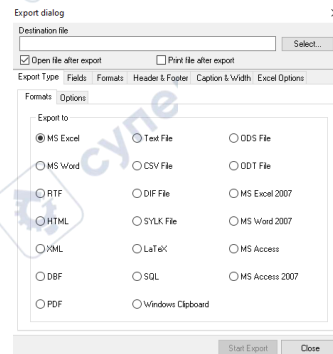 Export dialog
Destination file
Select...
Open file after export
Print file after export
Export Type Fields Formats Header & Footer Caption & Width Excel Options
Formats Options
Export to
MS Excel Text File ODS File
MS Word CSV File ODT File
RTF DIF File MS Excel 2007
HTML SYLK File MS Word 2007
XML LaTeX MS Access
DBF SQL MS Access 2007
PDF Windows Clipboard
cyne
Start Export Close